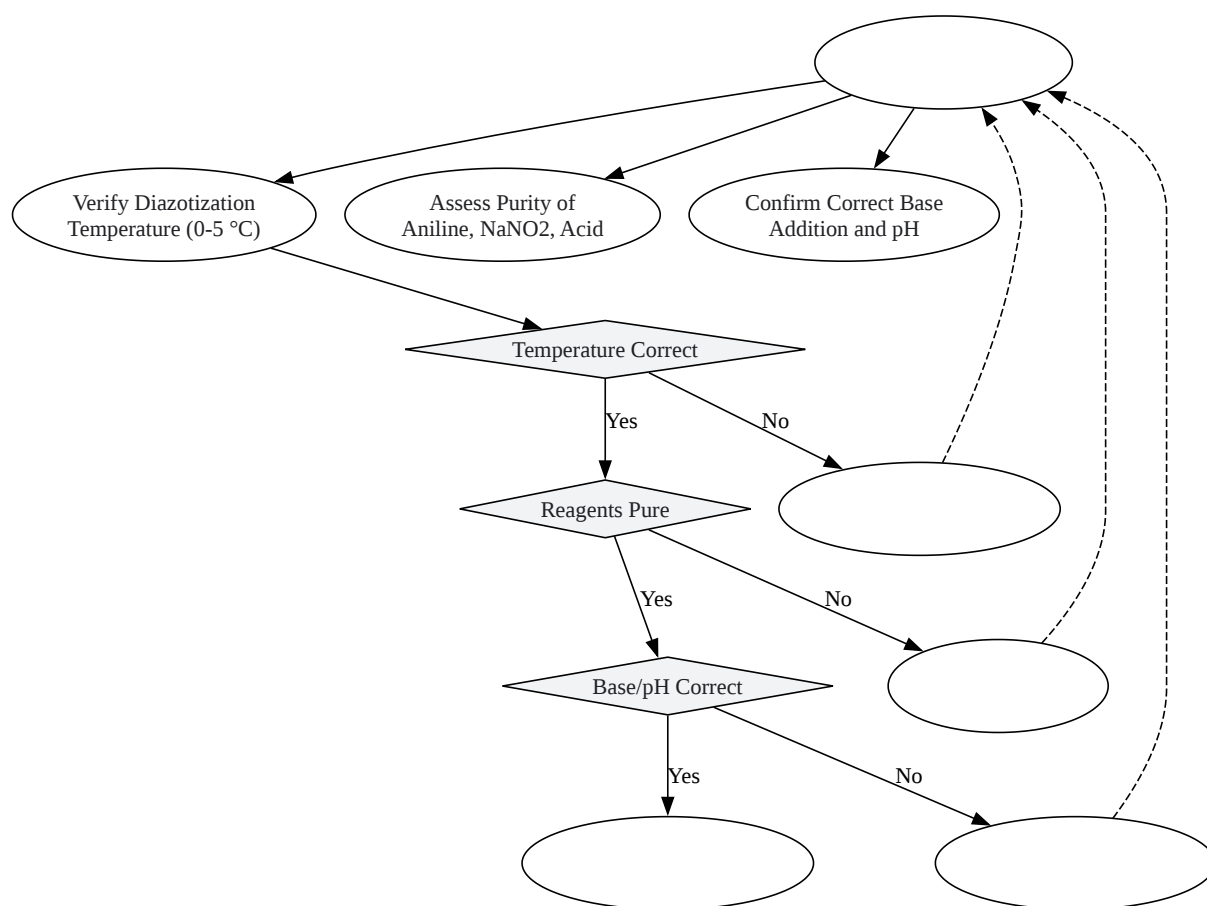 Verify Diazotization
Temperature (0-5 °C)
Assess Purity of
Aniline, NaNO2, Acid
Confirm Correct Base
Addition and pH
Temperature Correct
Yes
No
Reagents Pure
Yes
No
Base/pH Correct
Yes
No